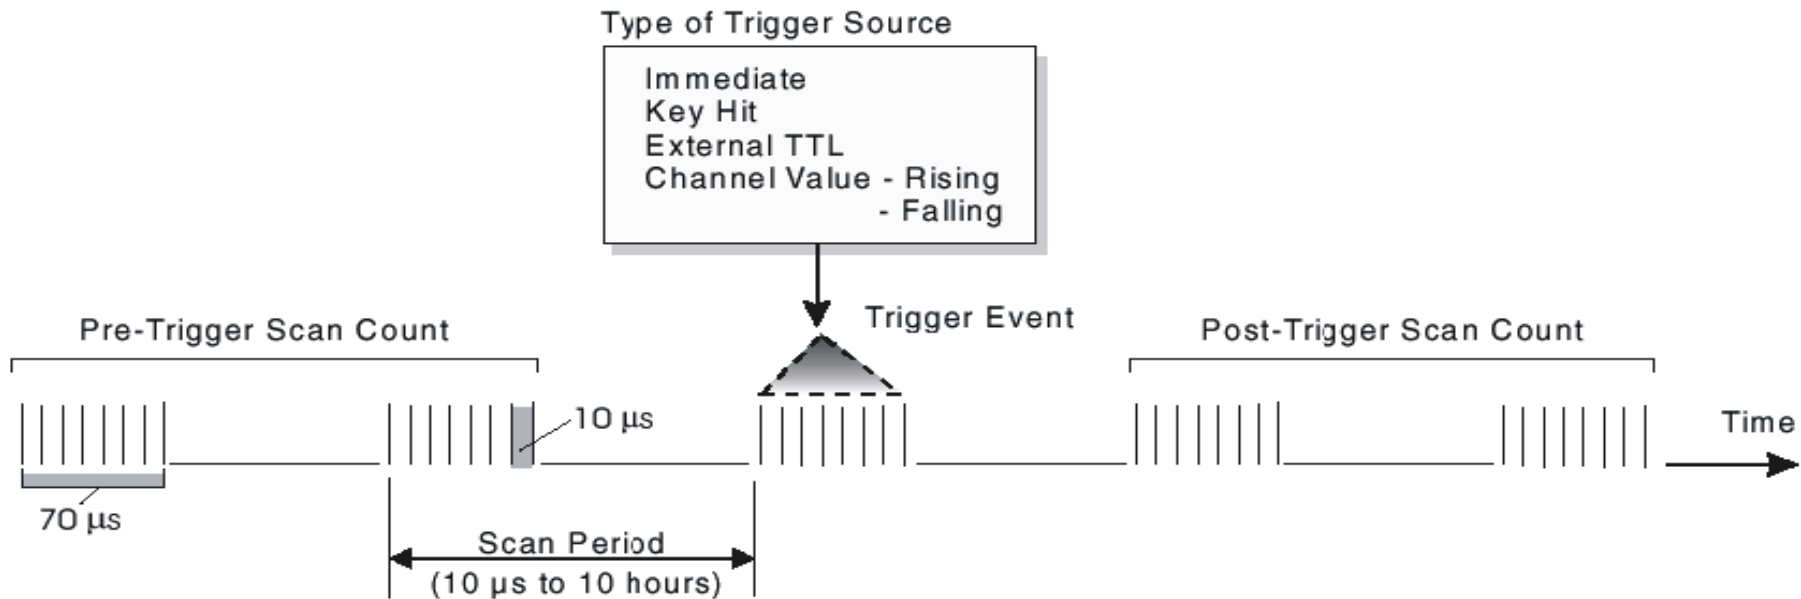 Type of Trigger Source
Immediate
Key Hit
External TTL
Channel Value - Rising
- Falling
Trigger Event
Pre-Trigger Scan Count
Post-Trigger Scan Count
10 µs
Time
70 µs
Scan Period
(10 µs to 10 hours)